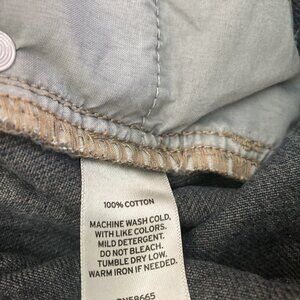 100% COTTON
MACHINE WASH COLD,
WITH LIKE COLORS.
MILD DETERGENT.
DO NOT BLEACH.
TUMBLE DRY LOW.
WARM IRON IF NEEDED.